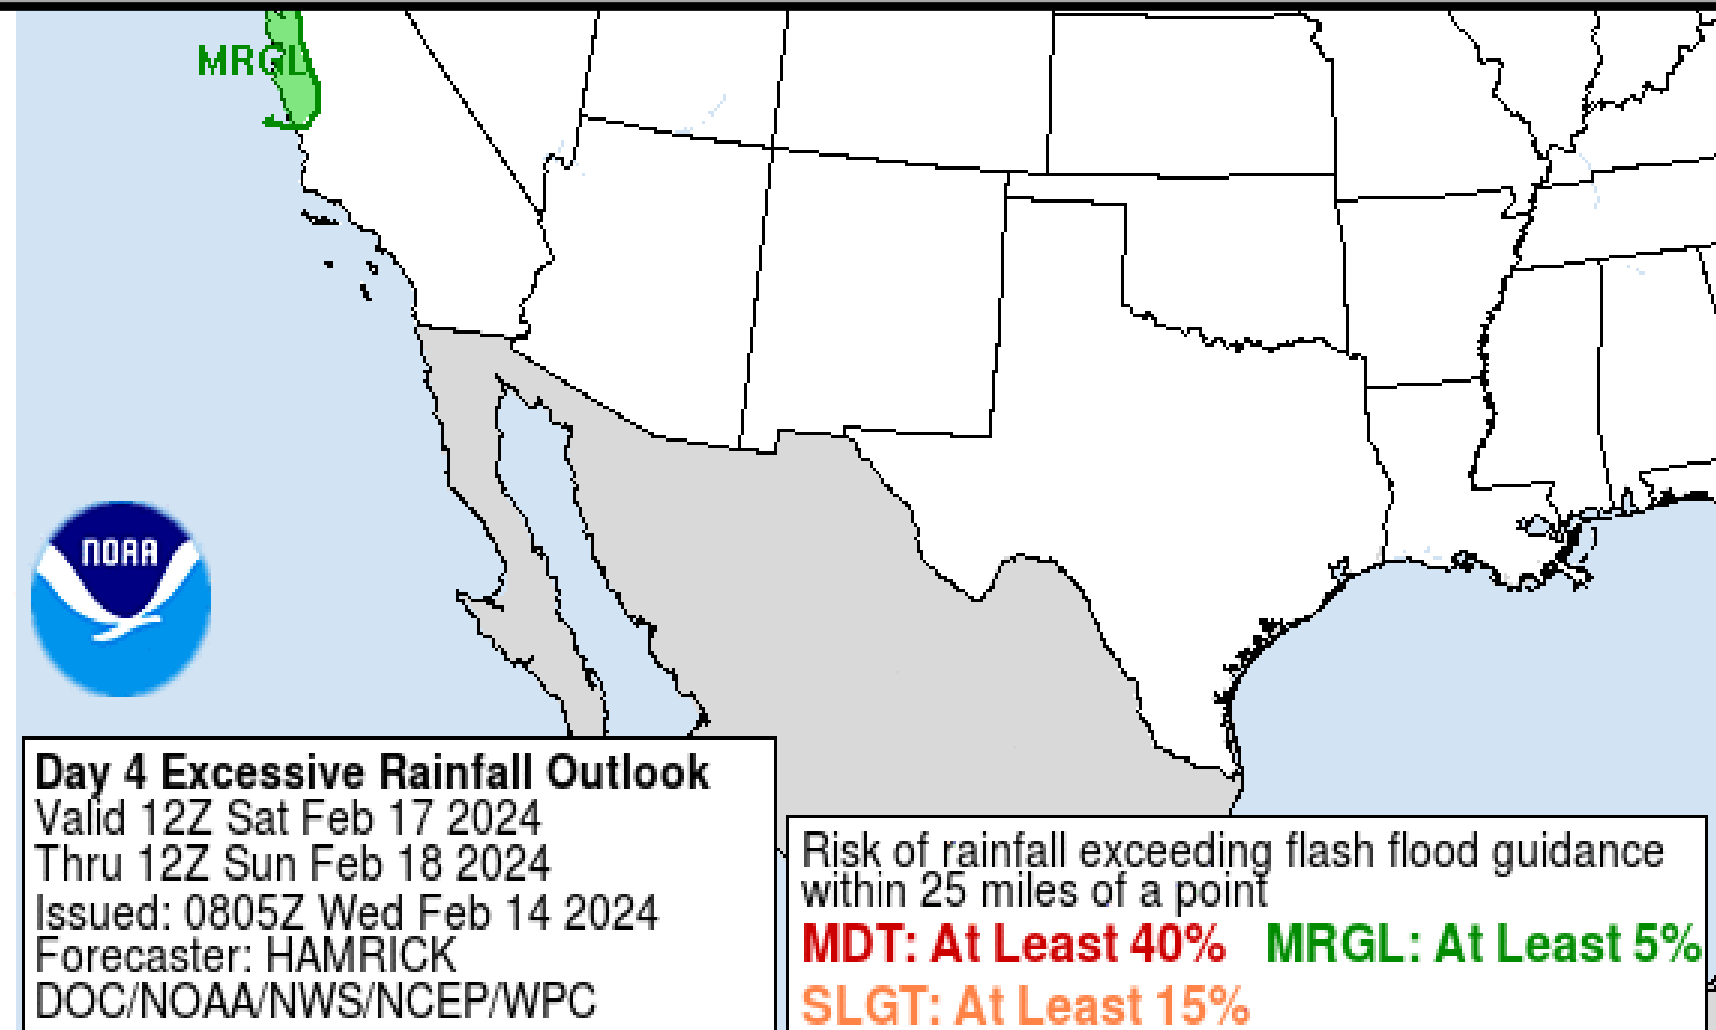 MRGL
NOAA
Day 4 Excessive Rainfall Outlook
Valid 12Z Sat Feb 17 2024
Thru 12Z Sun Feb 18 2024
Issued: 0805Z Wed Feb 14 2024
Forecaster: HAMRICK
DOC/NOAA/NWS/NCEP/WPC
Risk of rainfall exceeding flash flood guidance
within 25 miles of a point
MDT: At Least 40% MRGL: At Least 5%
SLGT: At Least 15%